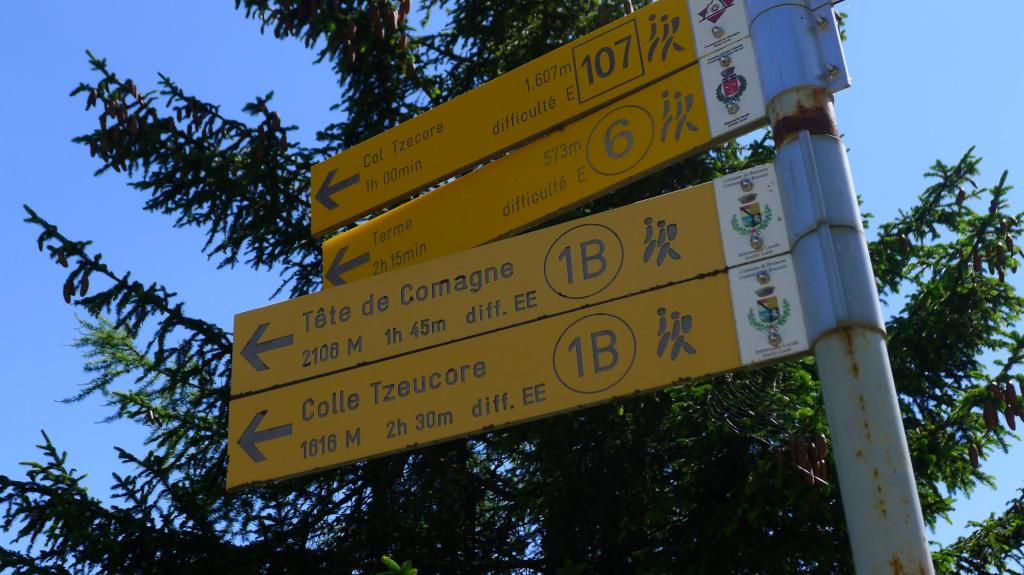 Col Tzecore 1.607m 107
1h 00min difficulté E
Terme 573m 6
2h 15min difficulté E
Tête de Comagne 1B
2106 M 1h 45m diff. EE
Colle Tzeucore 1B
1616 M 2h 30m diff. EE